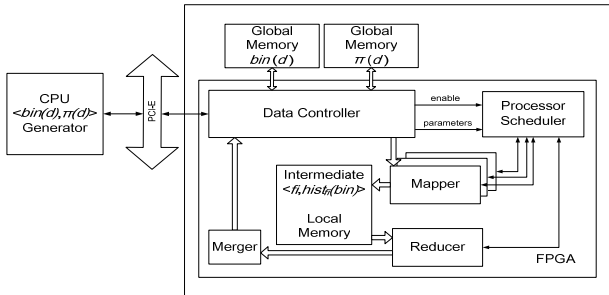 Global
Memory
bin(d)
Global
Memory
π(d)
CPU
<bin(d),π(d)>
Generator
PCI-E
Data Controller
enable
parameters
Processor
Scheduler
Intermediate
<fi,histfi(bin)>
Local
Memory
Mapper
Merger
Reducer
FPGA